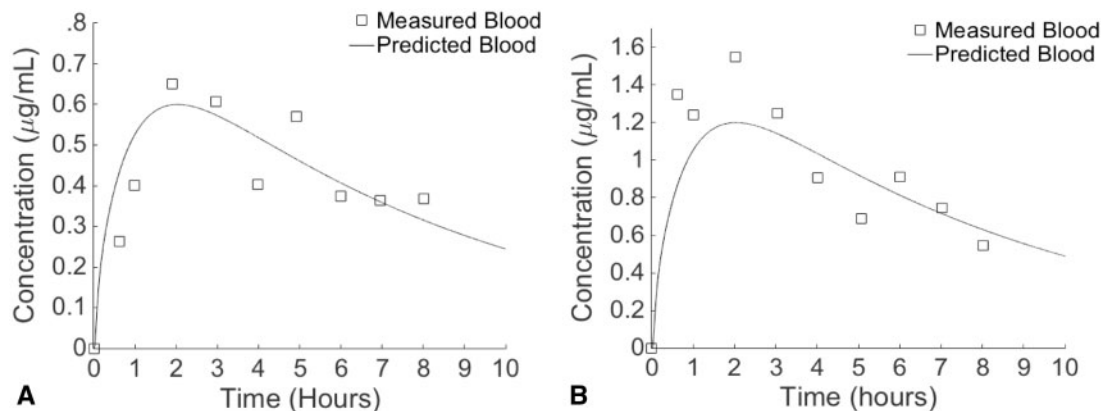 .8
0.7
0.6
0.5
0.4
0.3
0.2
0.1
0
Concentration (μg/mL)
Measured Blood
Predicted Blood
0 1 2 3 4 5 6 7 8 9 10
Time (Hours)
A
1.6
1.4
1.2
1
0.8
0.6
0.4
0.2
0
Concentration (μg/mL)
Measured Blood
Predicted Blood
0 1 2 3 4 5 6 7 8 9 10
Time (hours)
B